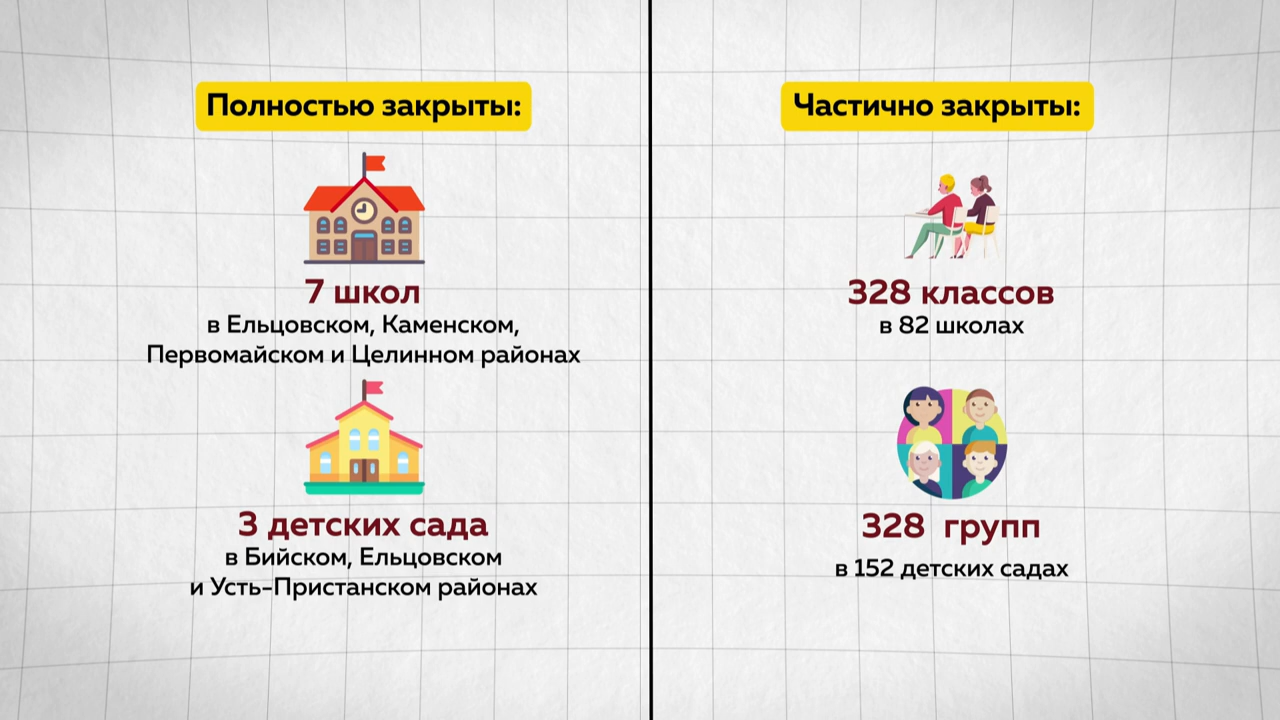 Полностью закрыты:
7 школ
в Ельцовском, Каменском,
Первомайском и Целинном районах
3 детских сада
в Бийском, Ельцовском
и Усть-Пристанском районах
Частично закрыты:
328 классов
в 82 школах
328 групп
в 152 детских садах